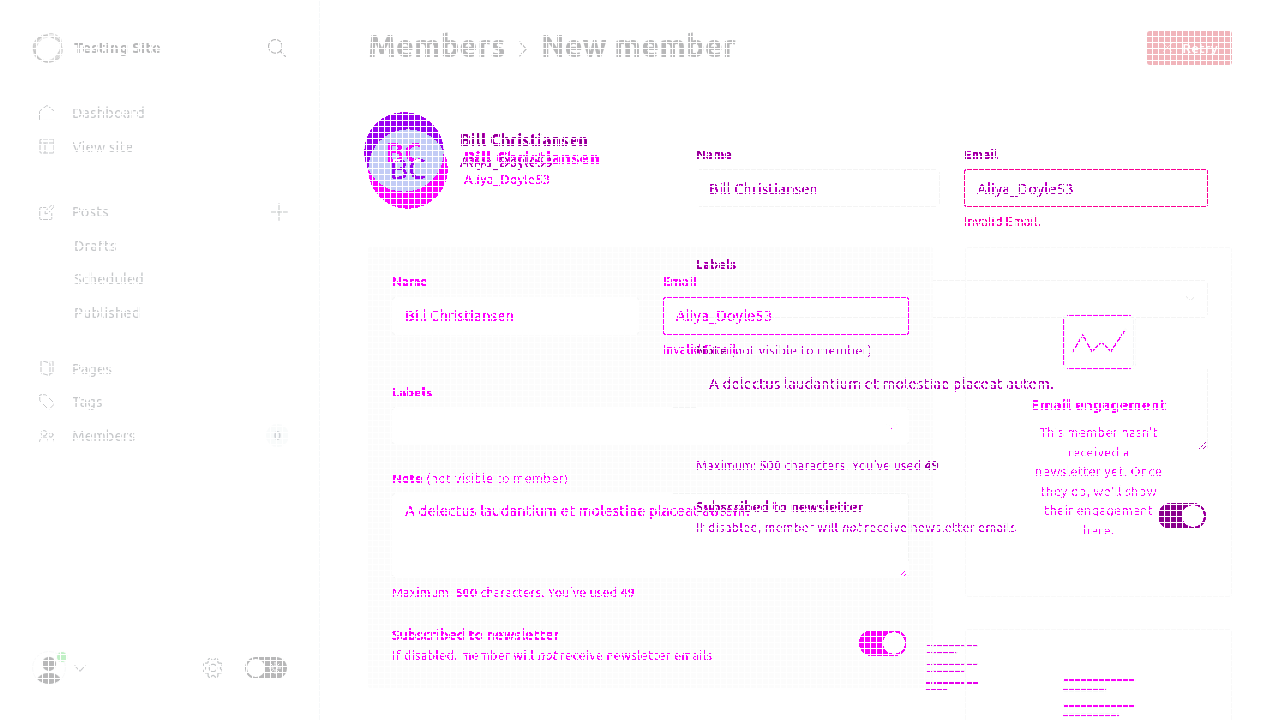 Testing Site
Members › New member
Retry
Dashboard
View site
Posts
Drafts
Scheduled
Published
Pages
Tags
Members
0
BC
Bill Christiansen
Bill Christiansen
Aliya_Doyle53
Aliya_Doyle53
Name
Bill Christiansen
Email
Aliya_Doyle53
Invalid Email.
Labels
Name
Bill Christiansen
Email
Aliya_Doyle53
Invalid Email.
Note (not visible to member)
A delectus laudantium et molestiae placeat autem.
Maximum: 500 characters. You've used 49
Subscribed to newsletter
If disabled, member will not receive newsletter emails
Labels
Note (not visible to member)
A delectus laudantium et molestiae placeat autem.
Maximum: 500 characters. You've used 49
Subscribed to newsletter
If disabled, member will not receive newsletter emails
Email engagement
This member hasn't
received a
newsletter yet. Once
they do, we'll show
their engagement
here.